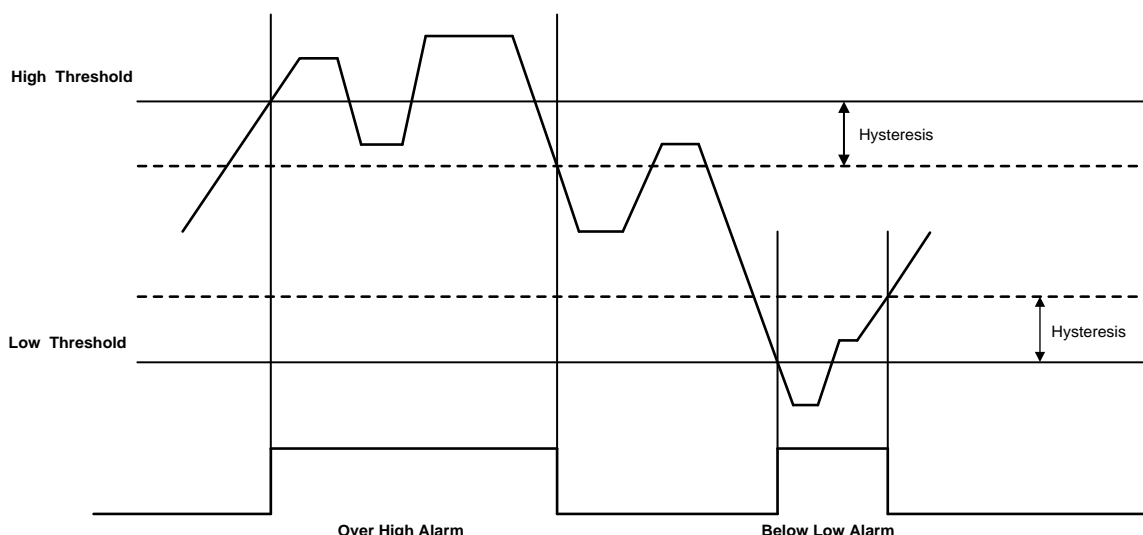 High Threshold
Hysteresis
Hysteresis
Low Threshold
Over High Alarm
Below Low Alarm